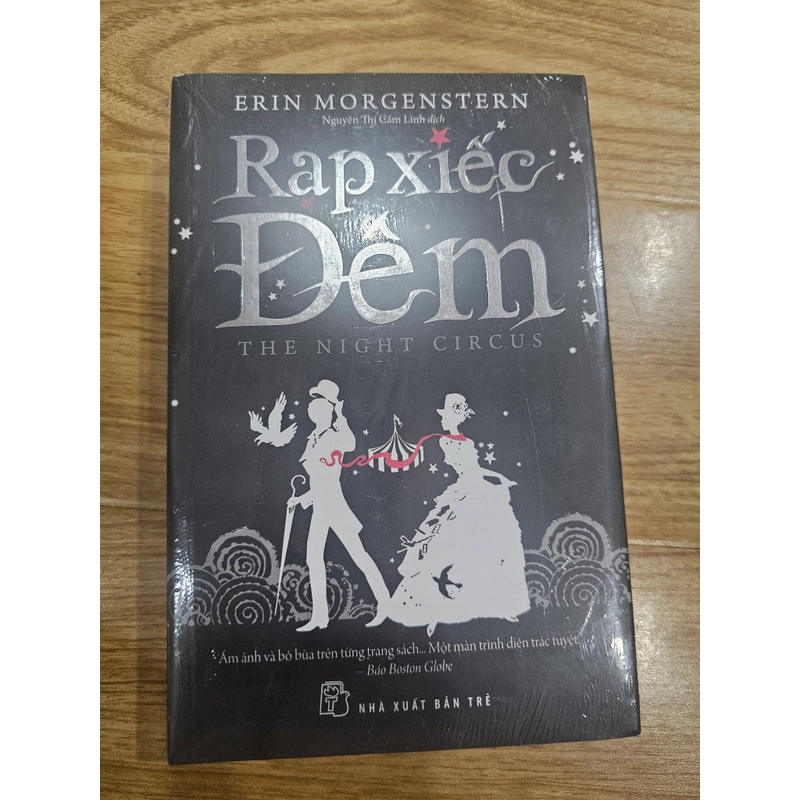 ERIN MORGENSTERN
Nguyễn Thị Cẩm Linh dịch
Rạp xiếc
Đêm
THE NIGHT CIRCUS
"Ám ảnh và bỏ bùa trên từng trang sách... Một màn trình diễn trác tuyệt."
– Báo Boston Globe
NHÀ XUẤT BẢN TRẺ